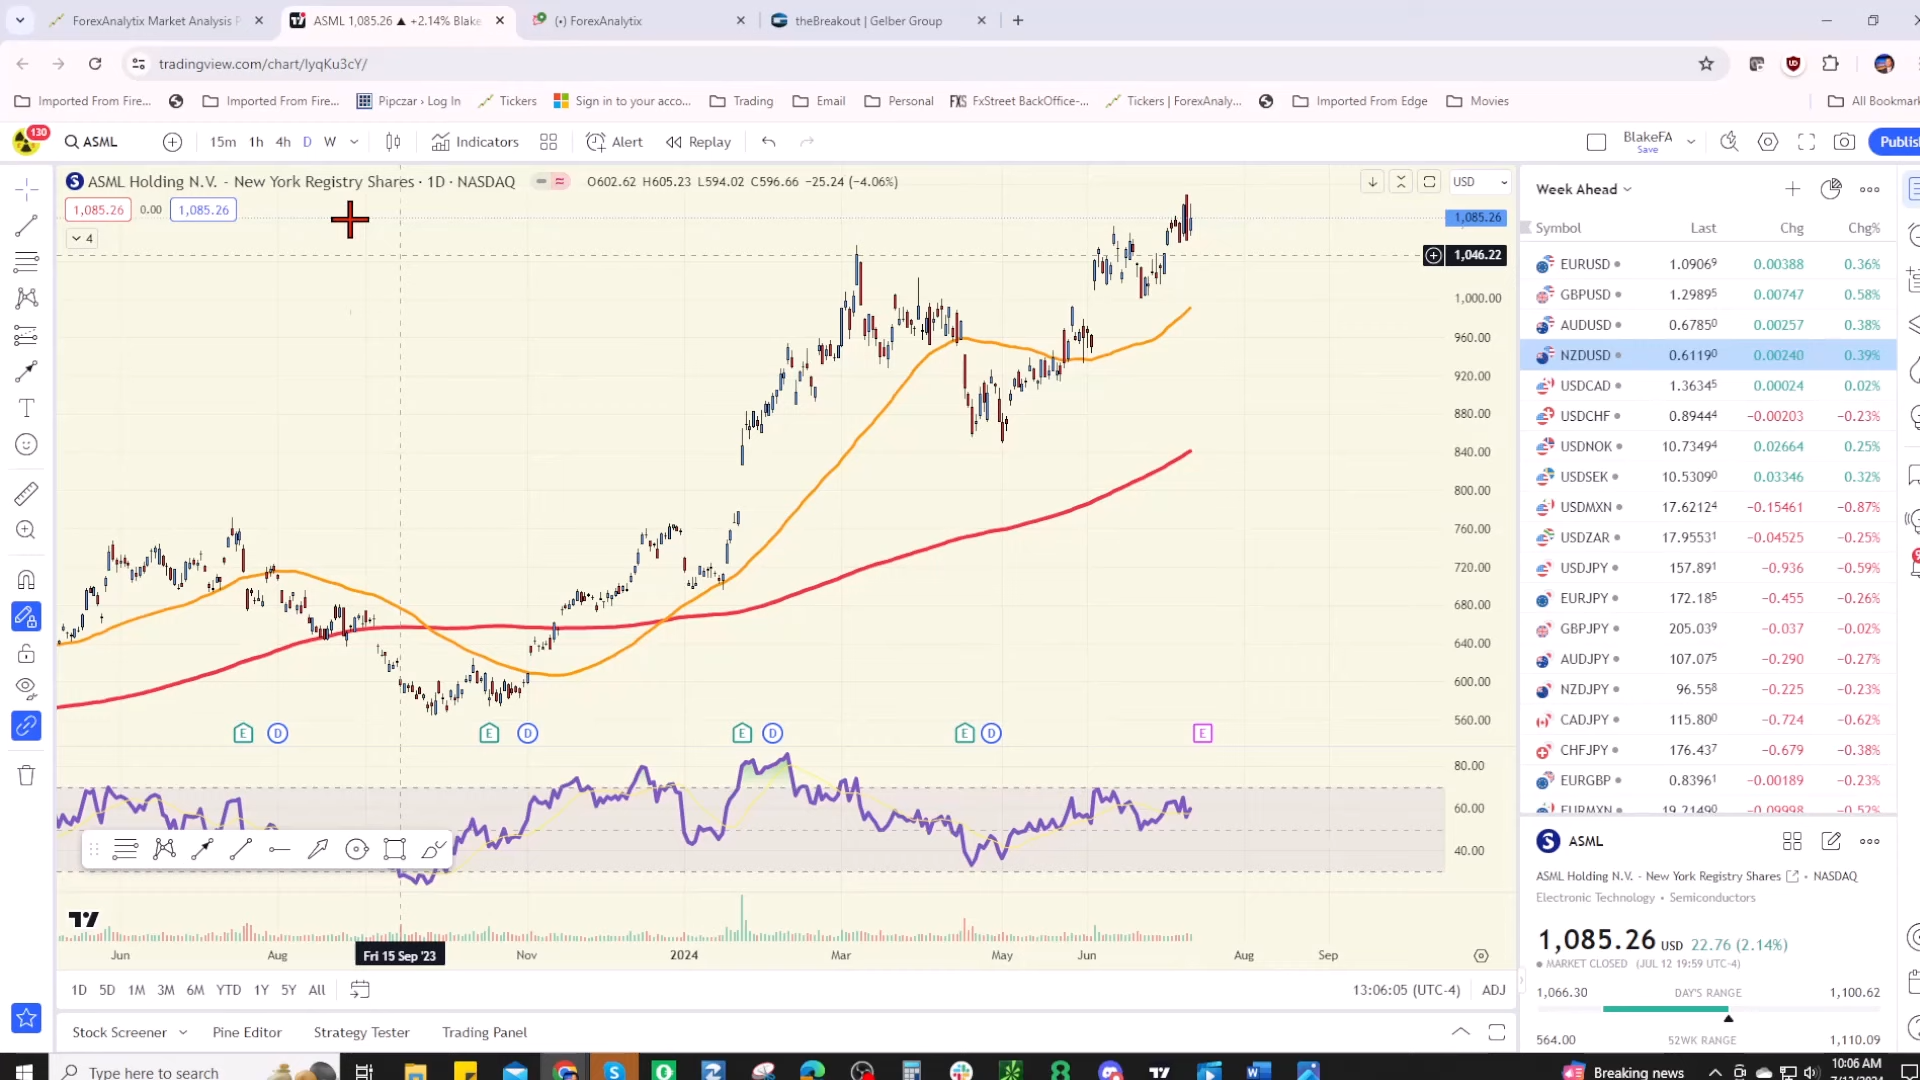 ForexAnalytix Market Analysis P
ASML 1,085.26 ▲ +2.14% Blake
(•) ForexAnalytix
theBreakout | Gelber Group
tradingview.com/chart/IyqKu3cY/
Imported From Fire...
Imported From Fire...
Pipczar › Log In
Tickers
Sign in to your acco...
Trading
Email
Personal
FXS FxStreet BackOffice-...
Tickers | ForexAnaly...
Imported From Edge
Movies
All Bookmar
130
ASML
15m 1h 4h D W
Indicators
Alert
Replay
BlakeFA
Save
Publis
ASML Holding N.V. - New York Registry Shares · 1D · NASDAQ
O602.62 H605.23 L594.02 C596.66 −25.24 (−4.06%)
USD
1,085.26 0.00 1,085.26
4
1,085.26
1,046.22
1,000.00
960.00
920.00
880.00
840.00
800.00
760.00
720.00
680.00
640.00
600.00
560.00
E D E D E D E D E
80.00
60.00
40.00
Jun
Aug
Fri 15 Sep '23
Nov
2024
Mar
May
Jun
Aug
Sep
1D 5D 1M 3M 6M YTD 1Y 5Y All
13:06:05 (UTC-4)
ADJ
Stock Screener
Pine Editor
Strategy Tester
Trading Panel
Week Ahead
Symbol Last Chg Chg%
EURUSD 1.09069 0.00388 0.36%
GBPUSD 1.29895 0.00747 0.58%
AUDUSD 0.67850 0.00257 0.38%
NZDUSD 0.61190 0.00240 0.39%
USDCAD 1.36345 0.00024 0.02%
USDCHF 0.89444 −0.00203 −0.23%
USDNOK 10.73494 0.02664 0.25%
USDSEK 10.53090 0.03346 0.32%
USDMXN 17.62124 −0.15461 −0.87%
USDZAR 17.95531 −0.04525 −0.25%
USDJPY 157.891 −0.936 −0.59%
EURJPY 172.185 −0.455 −0.26%
GBPJPY 205.039 −0.037 −0.02%
AUDJPY 107.075 −0.290 −0.27%
NZDJPY 96.558 −0.225 −0.23%
CADJPY 115.800 −0.724 −0.62%
CHFJPY 176.437 −0.679 −0.38%
EURGBP 0.83961 −0.00189 −0.23%
EURMXN 19.21490 −0.09998 −0.52%
ASML
ASML Holding N.V. - New York Registry Shares • NASDAQ
Electronic Technology • Semiconductors
1,085.26 USD 22.76 (2.14%)
MARKET CLOSED (JUL 12 19:59 UTC-4)
1,066.30 DAY'S RANGE 1,100.62
564.00 52WK RANGE 1,110.09
Type here to search
Breaking news
10:06 AM